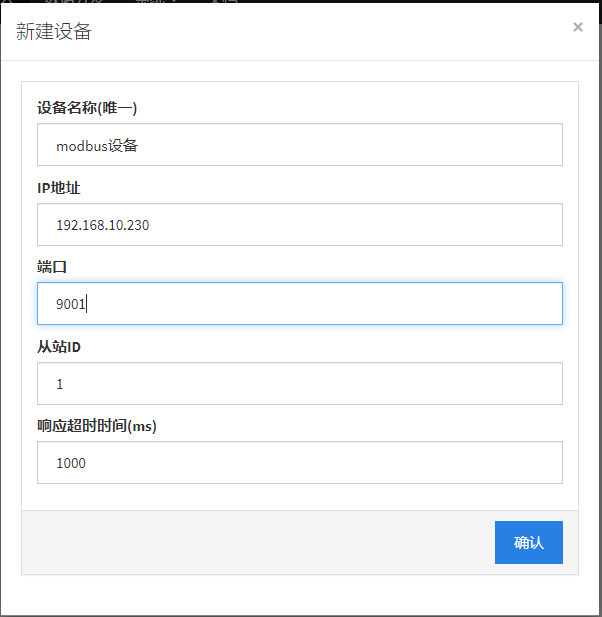 新建设备 ×
设备名称(唯一)
modbus设备
IP地址
192.168.10.230
端口
9001
从站ID
1
响应超时时间(ms)
1000
确认